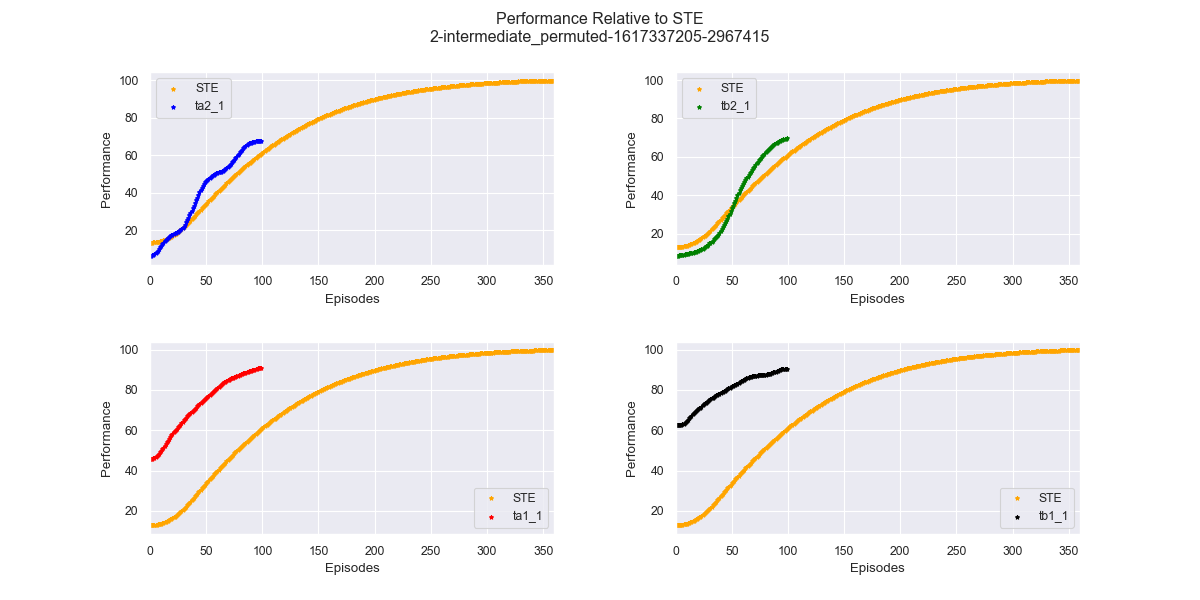 Performance Relative to STE
2-intermediate_permuted-1617337205-2967415
100
80
60
40
20
Performance
STE
ta2_1
0 50 100 150 200 250 300 350
Episodes
100
80
60
40
20
Performance
STE
tb2_1
0 50 100 150 200 250 300 350
Episodes
100
80
60
40
20
Performance
STE
ta1_1
0 50 100 150 200 250 300 350
Episodes
100
80
60
40
20
Performance
STE
tb1_1
0 50 100 150 200 250 300 350
Episodes